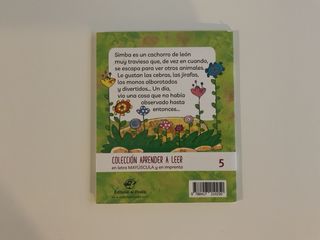 Simba es un cachorro de león
muy travieso que, de vez en cuando,
se escapa para ver otros animales.
Le gustan las cebras, las jirafas,
los monos alborotados
y divertidos... Un día,
vio una cosa que no había
observado hasta
entonces...
COLECCIÓN APRENDER A LEER
en letra MAYÚSCULA y en imprenta
5